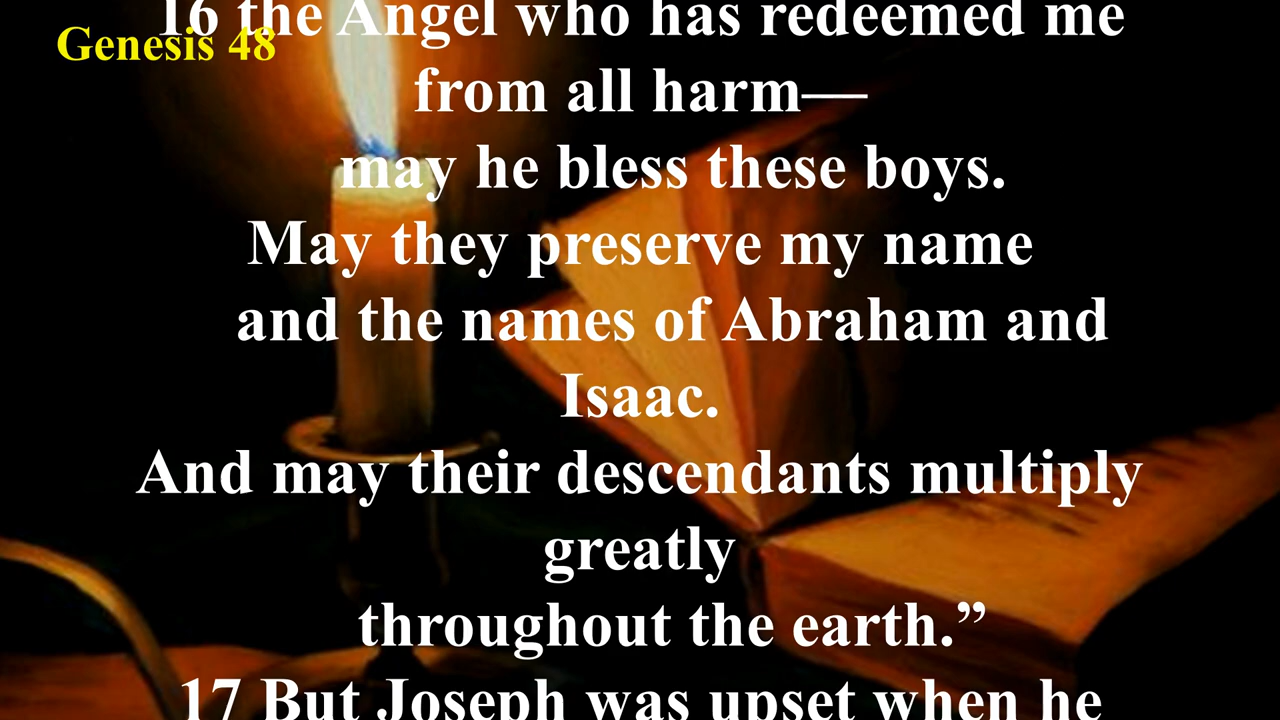 Genesis 48
16 the Angel who has redeemed me
from all harm—
may he bless these boys.
May they preserve my name
and the names of Abraham and
Isaac.
And may their descendants multiply
greatly
throughout the earth.”
17 But Joseph was upset when he